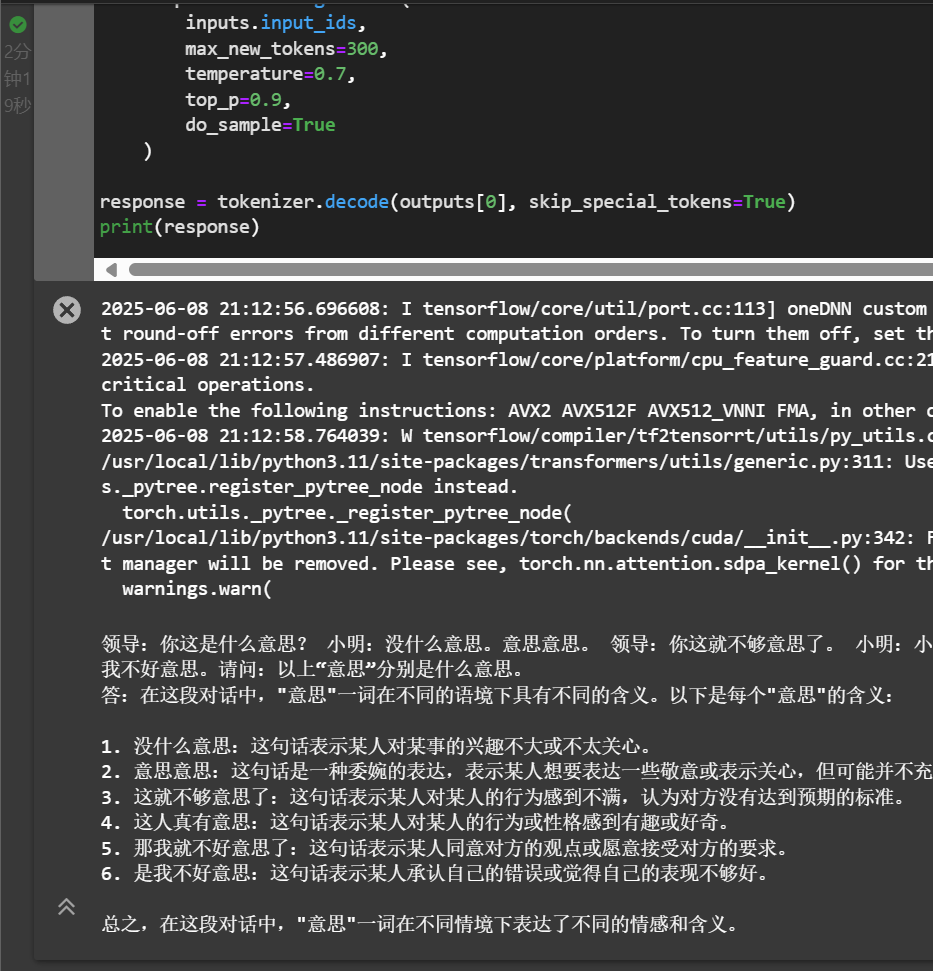 2分
钟1
9秒
inputs.input_ids,
max_new_tokens=300,
temperature=0.7,
top_p=0.9,
do_sample=True
)
response = tokenizer.decode(outputs[0], skip_special_tokens=True)
print(response)
2025-06-08 21:12:56.696608: I tensorflow/core/util/port.cc:113] oneDNN custom
t round-off errors from different computation orders. To turn them off, set th
2025-06-08 21:12:57.486907: I tensorflow/core/platform/cpu_feature_guard.cc:21
critical operations.
To enable the following instructions: AVX2 AVX512F AVX512_VNNI FMA, in other
2025-06-08 21:12:58.764039: W tensorflow/compiler/tf2tensorrt/utils/py_utils.c
/usr/local/lib/python3.11/site-packages/transformers/utils/generic.py:311: Use
s._pytree.register_pytree_node instead.
torch.utils._pytree._register_pytree_node(
/usr/local/lib/python3.11/site-packages/torch/backends/cuda/__init__.py:342: F
t manager will be removed. Please see, torch.nn.attention.sdpa_kernel() for th
warnings.warn(
领导：你这是什么意思？ 小明：没什么意思。意思意思。 领导：你这就不够意思了。 小明：小
我不好意思。请问：以上“意思”分别是什么意思。
答：在这段对话中，"意思"一词在不同的语境下具有不同的含义。以下是每个"意思"的含义：
1. 没什么意思：这句话表示某人对某事的兴趣不大或不太关心。
2. 意思意思：这句话是一种委婉的表达，表示某人想要表达一些敬意或表示关心，但可能并不充
3. 这就不够意思了：这句话表示某人对某人的行为感到不满，认为对方没有达到预期的标准。
4. 这人真有意思：这句话表示某人对某人的行为或性格感到有趣或好奇。
5. 那我就不好意思了：这句话表示某人同意对方的观点或愿意接受对方的要求。
6. 是我不好意思：这句话表示某人承认自己的错误或觉得自己的表现不够好。
总之，在这段对话中，"意思"一词在不同情境下表达了不同的情感和含义。